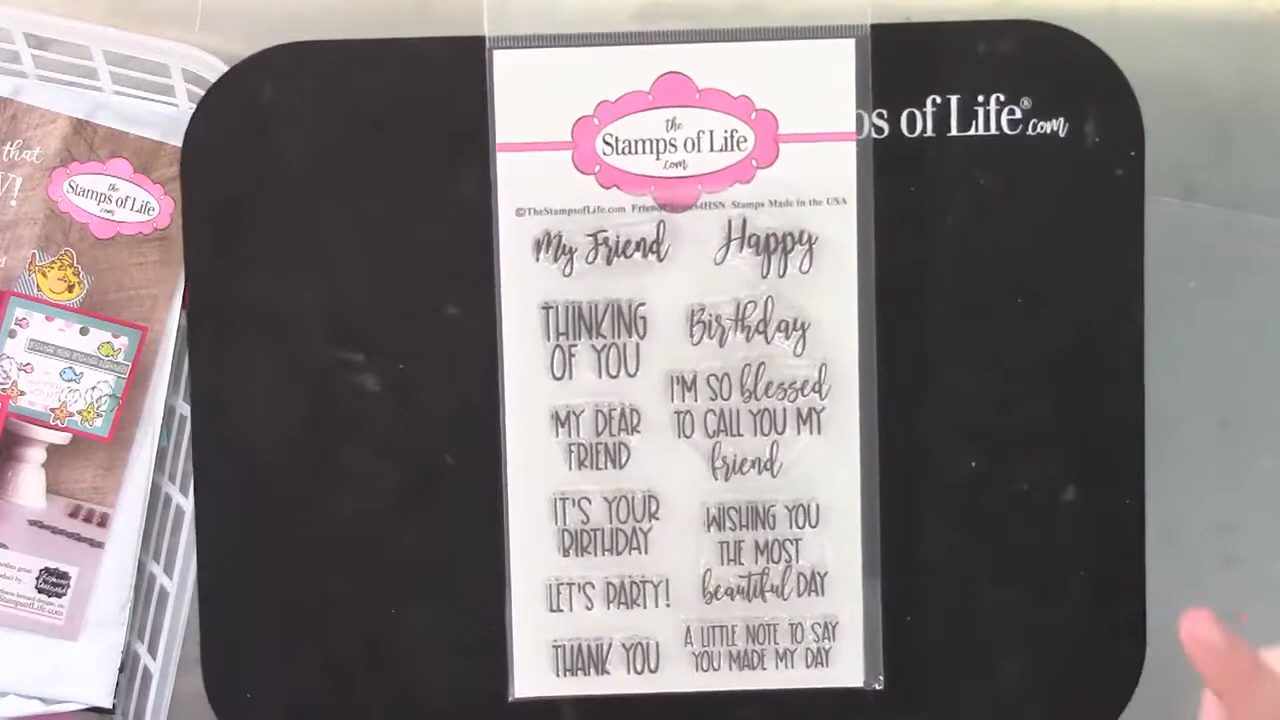 that
the
Stamps of Life
.com
the
Stamps of Life
.com
ps of Life®.com
©TheStampsofLife.com Stamps Made in the USA
My Friend
THINKING
OF YOU
MY DEAR
FRIEND
IT'S YOUR
BIRTHDAY
LET'S PARTY!
THANK YOU
Happy
Birthday
I'M SO blessed
TO CALL YOU MY
friend
WISHING YOU
THE MOST
beautiful DAY
A LITTLE NOTE TO SAY
YOU MADE MY DAY